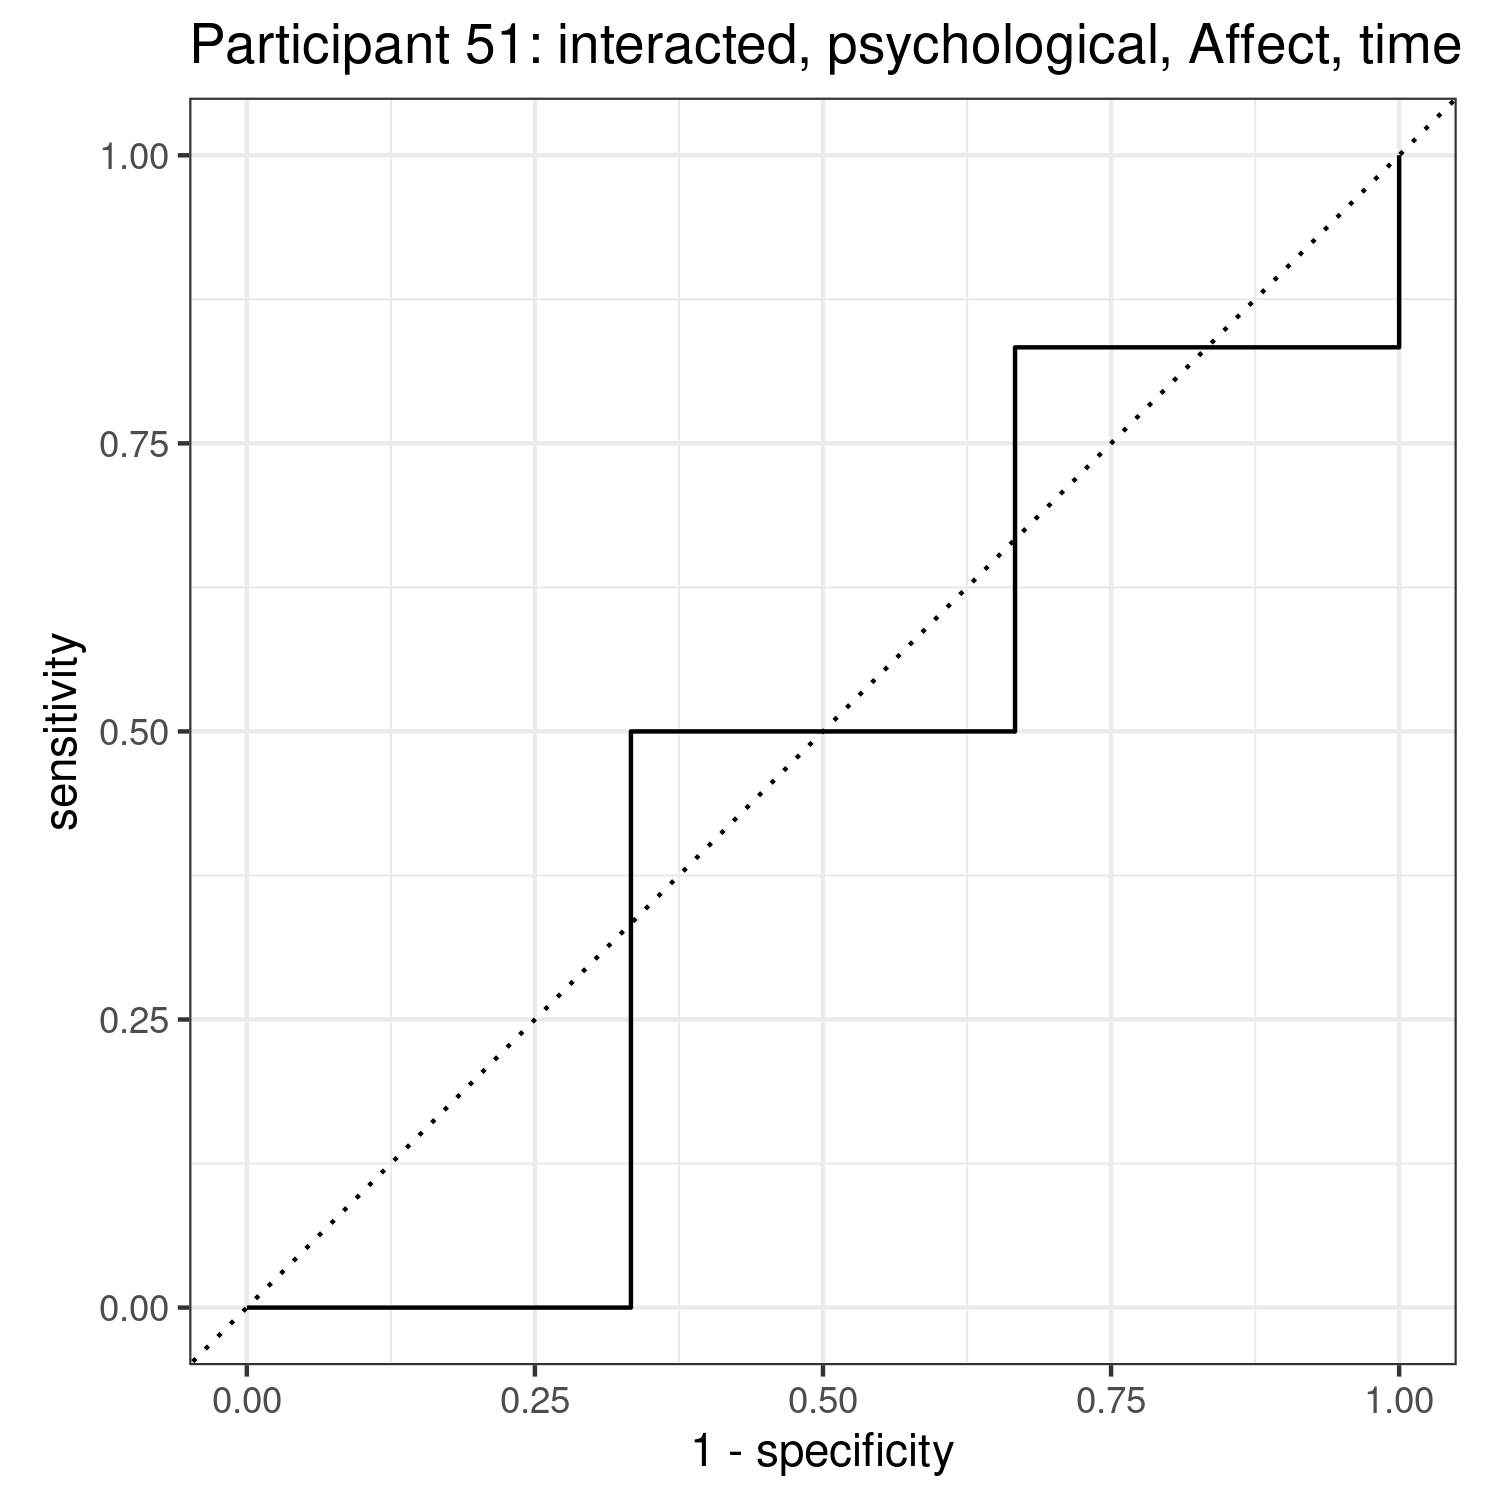 Participant 51: interacted, psychological, Affect, time
1.00
0.75
0.50
0.25
0.00
sensitivity
0.00 0.25 0.50 0.75 1.00
1 - specificity